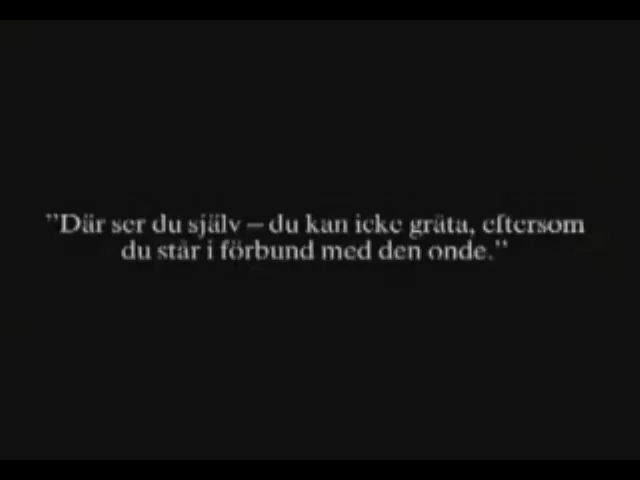 ”Där ser du själv – du kan icke gråta, eftersom
du står i förbund med den onde.”